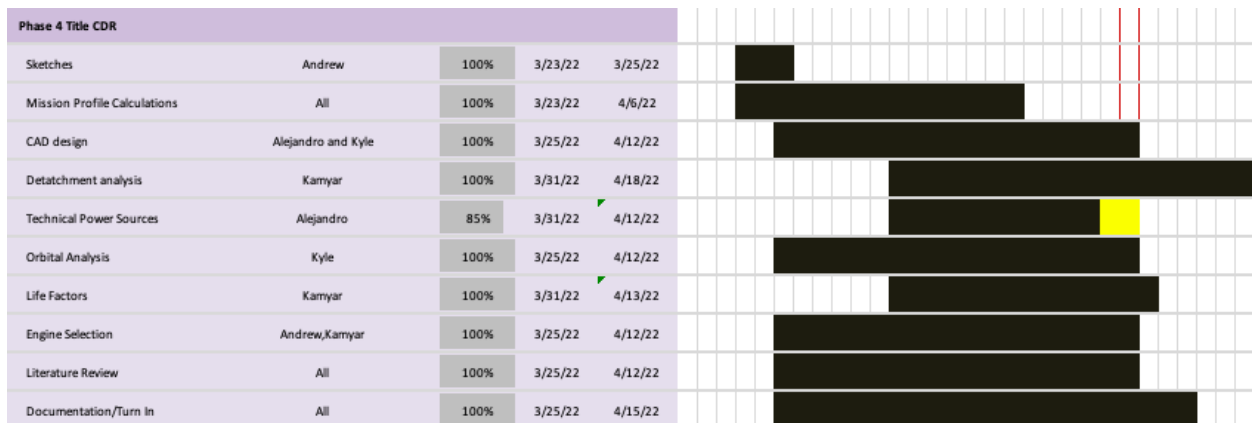 Phase 4 Title CDR
Sketches Andrew 100% 3/23/22 3/25/22
Mission Profile Calculations All 100% 3/23/22 4/6/22
CAD design Alejandro and Kyle 100% 3/25/22 4/12/22
Detatchment analysis Kamyar 100% 3/31/22 4/18/22
Technical Power Sources Alejandro 85% 3/31/22 4/12/22
Orbital Analysis Kyle 100% 3/25/22 4/12/22
Life Factors Kamyar 100% 3/31/22 4/13/22
Engine Selection Andrew,Kamyar 100% 3/25/22 4/12/22
Literature Review All 100% 3/25/22 4/12/22
Documentation/Turn In All 100% 3/25/22 4/15/22